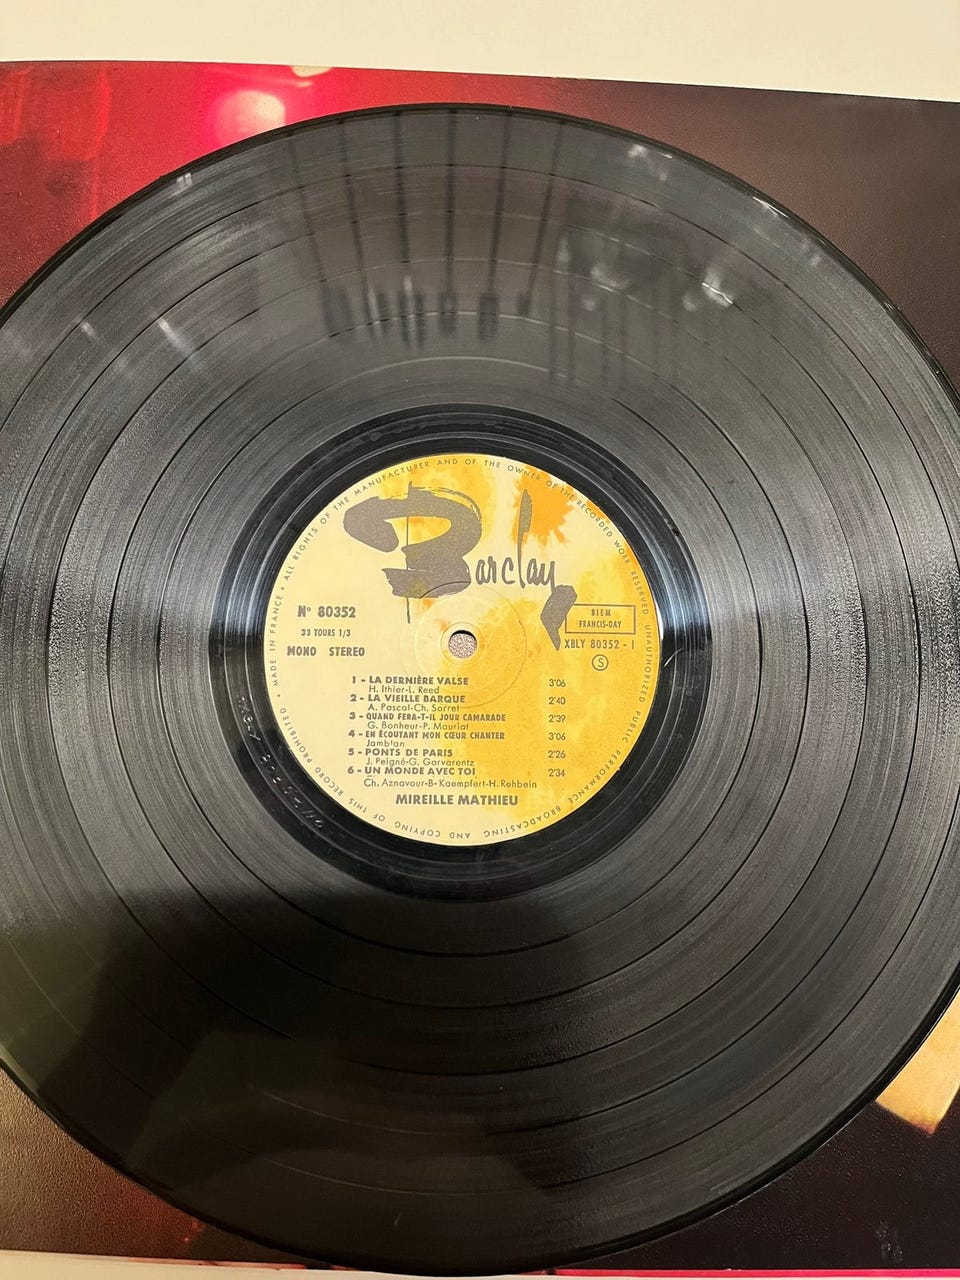 MADE IN FRANCE • ALL RIGHTS OF THE MANUFACTURER AND OF THE OWNER OF THE RECORDED WORK RESERVED UNAUTHORIZED PUBLIC PERFORMANCE BROADCASTING AND COPYING OF THIS RECORD PROHIBITED •
Barclay
N° 80352
33 TOURS 1/3
MONO STEREO
BIEM
FRANCIS-DAY
XBLY 80352 - 1
S
1 - LA DERNIÈRE VALSE 3'06
H. Ithier-L. Reed
2 - LA VIEILLE BARQUE 2'40
A. Pascal-Ch. Sarrel
3 - QUAND FERA-T-IL JOUR CAMARADE 2'39
G. Bonheur-P. Mauriat
4 - EN ÉCOUTANT MON CŒUR CHANTER 3'06
Jamblan
5 - PONTS DE PARIS 2'26
J. Peigné-G. Garvarentz
6 - UN MONDE AVEC TOI 2'34
Ch. Aznavour-B. Kaempfert-H. Rehbein
MIREILLE MATHIEU